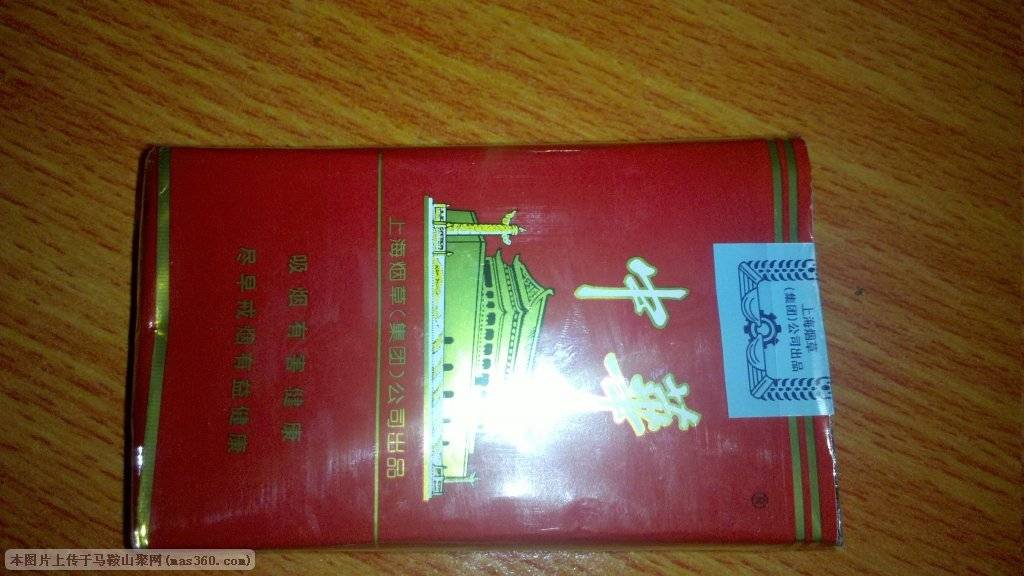 中華
®
上海烟草
(集团)公司出品
上海烟草(集团)公司出品
吸烟有害健康
尽早戒烟有益健康
本图片上传于马鞍山聚网(mas360.com)